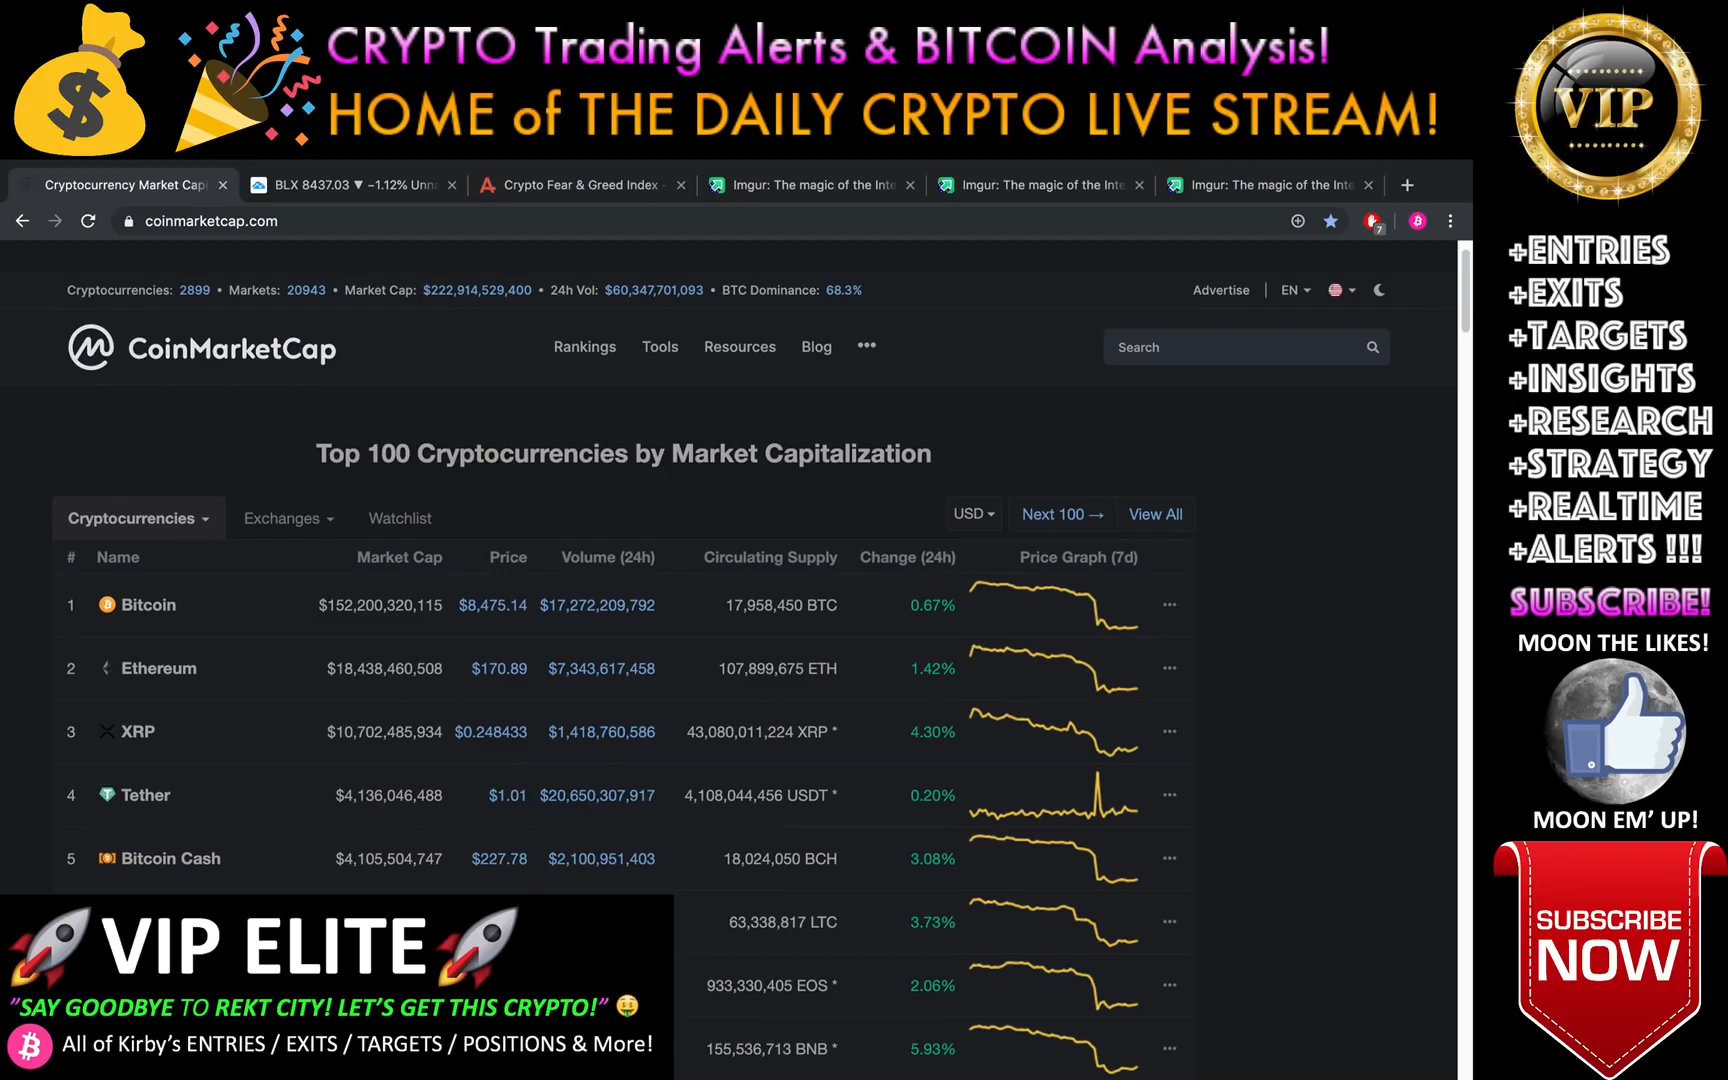 CRYPTO Trading Alerts & BITCOIN Analysis!
HOME of THE DAILY CRYPTO LIVE STREAM!
VIP
Cryptocurrency Market Capi
BLX 8437.03 ▼ −1.12% Unna
Crypto Fear & Greed Index -
Imgur: The magic of the Inte
Imgur: The magic of the Inte
Imgur: The magic of the Inte
coinmarketcap.com
7
Cryptocurrencies: 2899 • Markets: 20943 • Market Cap: $222,914,529,400 • 24h Vol: $60,347,701,093 • BTC Dominance: 68.3%
Advertise | EN
CoinMarketCap
Rankings Tools Resources Blog •••
Search
Top 100 Cryptocurrencies by Market Capitalization
Cryptocurrencies Exchanges Watchlist
USD Next 100 → View All
# Name Market Cap Price Volume (24h) Circulating Supply Change (24h) Price Graph (7d)
1 Bitcoin $152,200,320,115 $8,475.14 $17,272,209,792 17,958,450 BTC 0.67%
2 Ethereum $18,438,460,508 $170.89 $7,343,617,458 107,899,675 ETH 1.42%
3 XRP $10,702,485,934 $0.248433 $1,418,760,586 43,080,011,224 XRP * 4.30%
4 Tether $4,136,046,488 $1.01 $20,650,307,917 4,108,044,456 USDT * 0.20%
5 Bitcoin Cash $4,105,504,747 $227.78 $2,100,951,403 18,024,050 BCH 3.08%
63,338,817 LTC 3.73%
933,330,405 EOS * 2.06%
155,536,713 BNB * 5.93%
VIP ELITE
"SAY GOODBYE TO REKT CITY! LET'S GET THIS CRYPTO!"
All of Kirby's ENTRIES / EXITS / TARGETS / POSITIONS & More!
+ENTRIES
+EXITS
+TARGETS
+INSIGHTS
+RESEARCH
+STRATEGY
+REALTIME
+ALERTS !!!
SUBSCRIBE!
MOON THE LIKES!
MOON EM' UP!
SUBSCRIBE
NOW